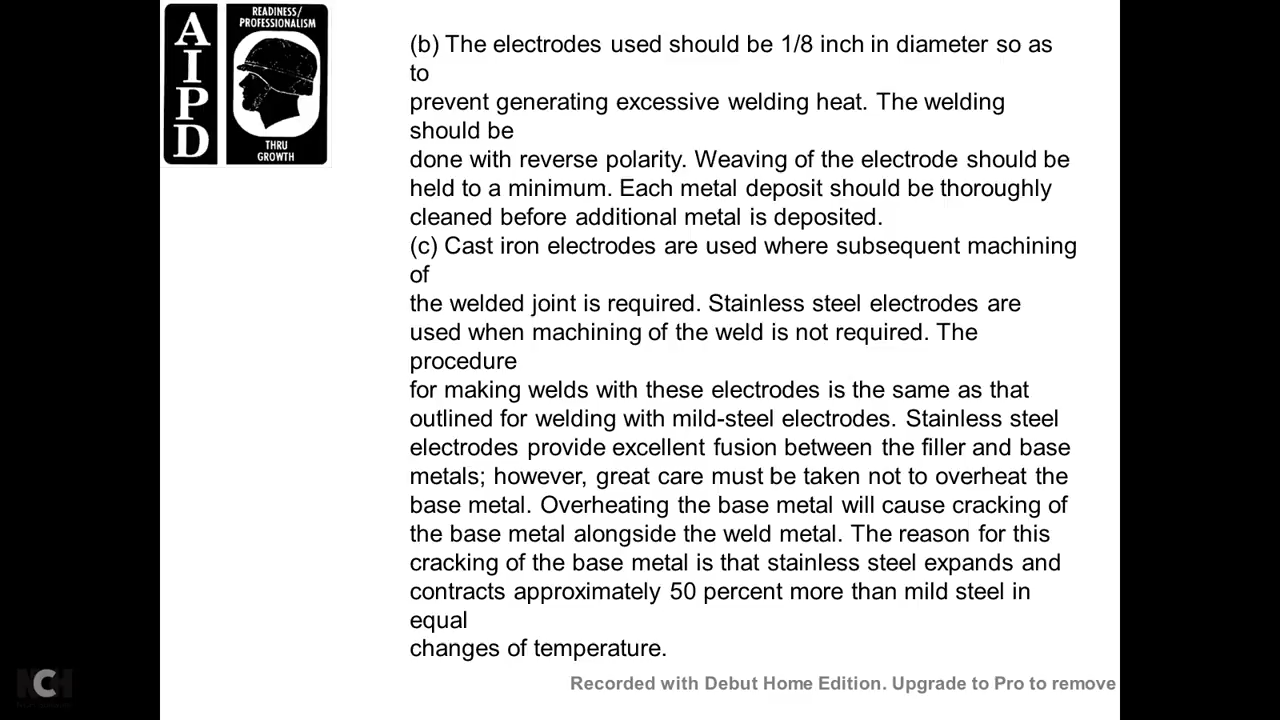 READINESS/
PROFESSIONALISM
A
I
P
D
THRU
GROWTH
(b) The electrodes used should be 1/8 inch in diameter so as
to
prevent generating excessive welding heat. The welding
should be
done with reverse polarity. Weaving of the electrode should be
held to a minimum. Each metal deposit should be thoroughly
cleaned before additional metal is deposited.
(c) Cast iron electrodes are used where subsequent machining
of
the welded joint is required. Stainless steel electrodes are
used when machining of the weld is not required. The
procedure
for making welds with these electrodes is the same as that
outlined for welding with mild-steel electrodes. Stainless steel
electrodes provide excellent fusion between the filler and base
metals; however, great care must be taken not to overheat the
base metal. Overheating the base metal will cause cracking of
the base metal alongside the weld metal. The reason for this
cracking of the base metal is that stainless steel expands and
contracts approximately 50 percent more than mild steel in
equal
changes of temperature.
NCH
Recorded with Debut Home Edition. Upgrade to Pro to remove